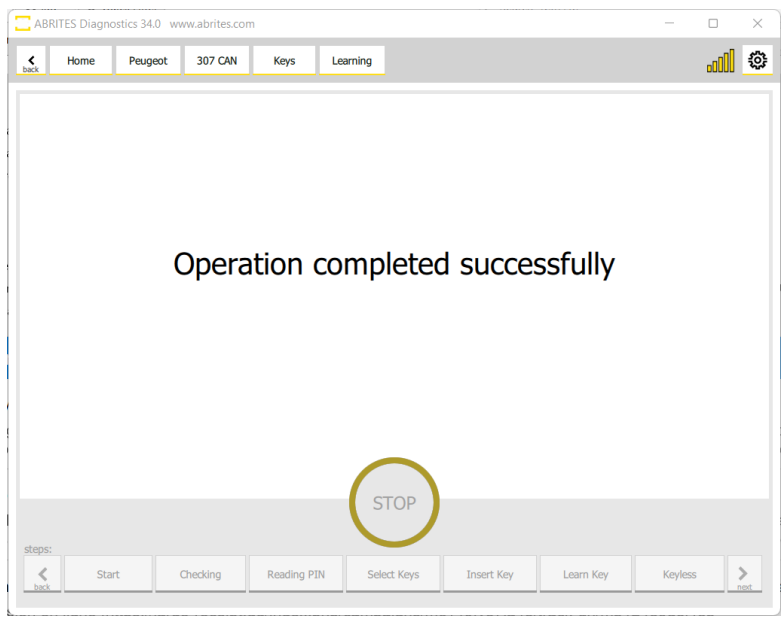 ABRITES Diagnostics 34.0 www.abrites.com
back Home Peugeot 307 CAN Keys Learning
Operation completed successfully
STOP
steps:
back Start Checking Reading PIN Select Keys Insert Key Learn Key Keyless next